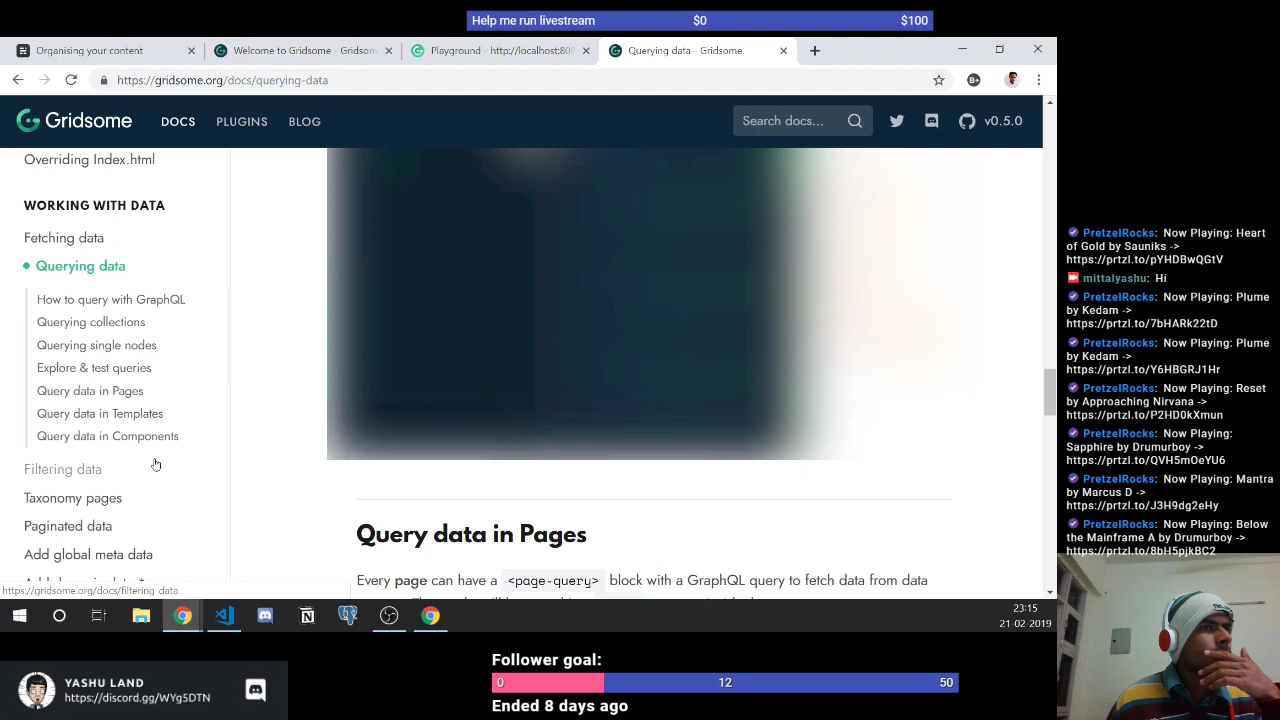 Help me run livestream $0 $100
Organising your content
Welcome to Gridsome - Gridsom
Playground - http://localhost:808
Querying data - Gridsome
https://gridsome.org/docs/querying-data
Gridsome DOCS PLUGINS BLOG Search docs... v0.5.0
Overriding Index.html
WORKING WITH DATA
Fetching data
Querying data
How to query with GraphQL
Querying collections
Querying single nodes
Explore & test queries
Query data in Pages
Query data in Templates
Query data in Components
Filtering data
Taxonomy pages
Paginated data
Add global meta data
https://gridsome.org/docs/filtering-data
Query data in Pages
Every page can have a <page-query> block with a GraphQL query to fetch data from data
PretzelRocks: Now Playing: Heart
of Gold by Sauniks ->
https://prtzl.to/pYHDBwQGtV
mittalyashu: Hi
PretzelRocks: Now Playing: Plume
by Kedam ->
https://prtzl.to/7bHARk22tD
PretzelRocks: Now Playing: Plume
by Kedam ->
https://prtzl.to/Y6HBGRJ1Hr
PretzelRocks: Now Playing: Reset
by Approaching Nirvana ->
https://prtzl.to/P2HD0kXmun
PretzelRocks: Now Playing:
Sapphire by Drumurboy ->
https://prtzl.to/QVH5mOeYU6
PretzelRocks: Now Playing: Mantra
by Marcus D ->
https://prtzl.to/J3H9dg2eHy
PretzelRocks: Now Playing: Below
the Mainframe A by Drumurboy ->
https://prtzl.to/8bH5pjkBC2
23:15
21-02-2019
YASHU LAND
https://discord.gg/WYg5DTN
Follower goal:
0 12 50
Ended 8 days ago